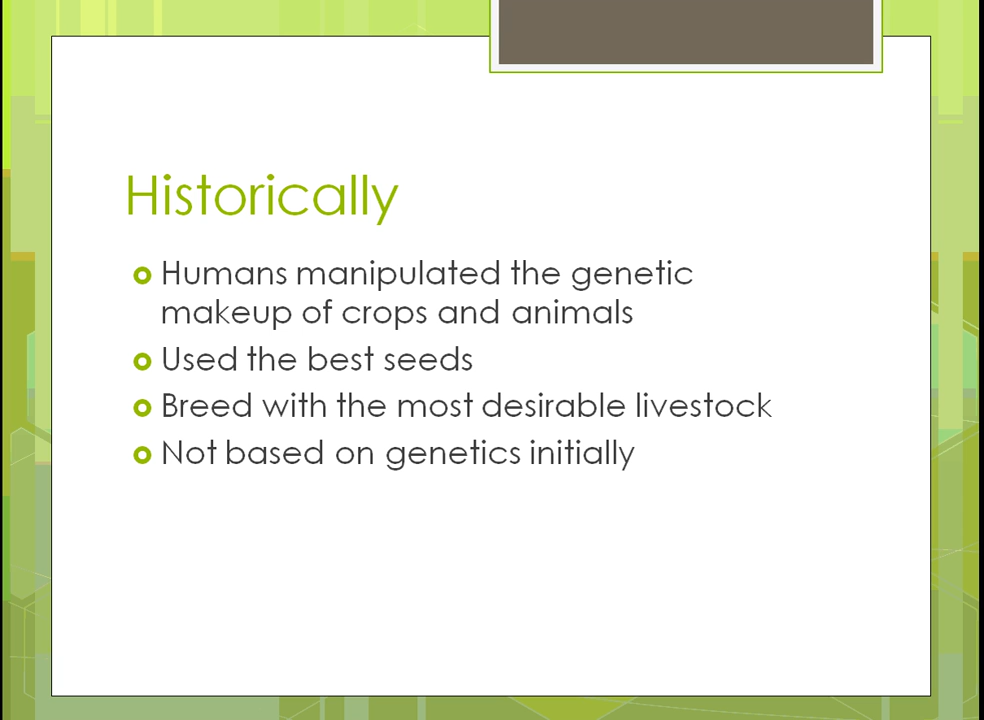 Historically
Humans manipulated the genetic
makeup of crops and animals
Used the best seeds
Breed with the most desirable livestock
Not based on genetics initially